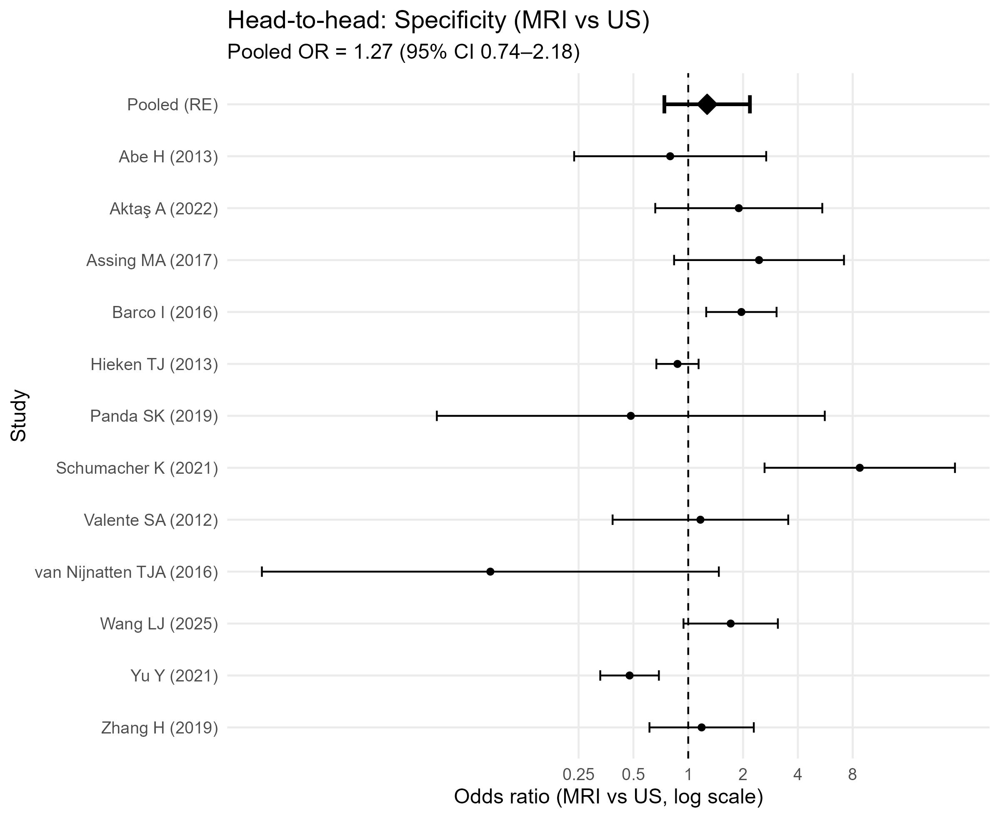 Head-to-head: Specificity (MRI vs US)
Pooled OR = 1.27 (95% CI 0.74–2.18)
Pooled (RE)
Abe H (2013)
Aktaş A (2022)
Assing MA (2017)
Barco I (2016)
Hieken TJ (2013)
Panda SK (2019)
Schumacher K (2021)
Valente SA (2012)
van Nijnatten TJA (2016)
Wang LJ (2025)
Yu Y (2021)
Zhang H (2019)
Study
0.25 0.5 1 2 4 8
Odds ratio (MRI vs US, log scale)